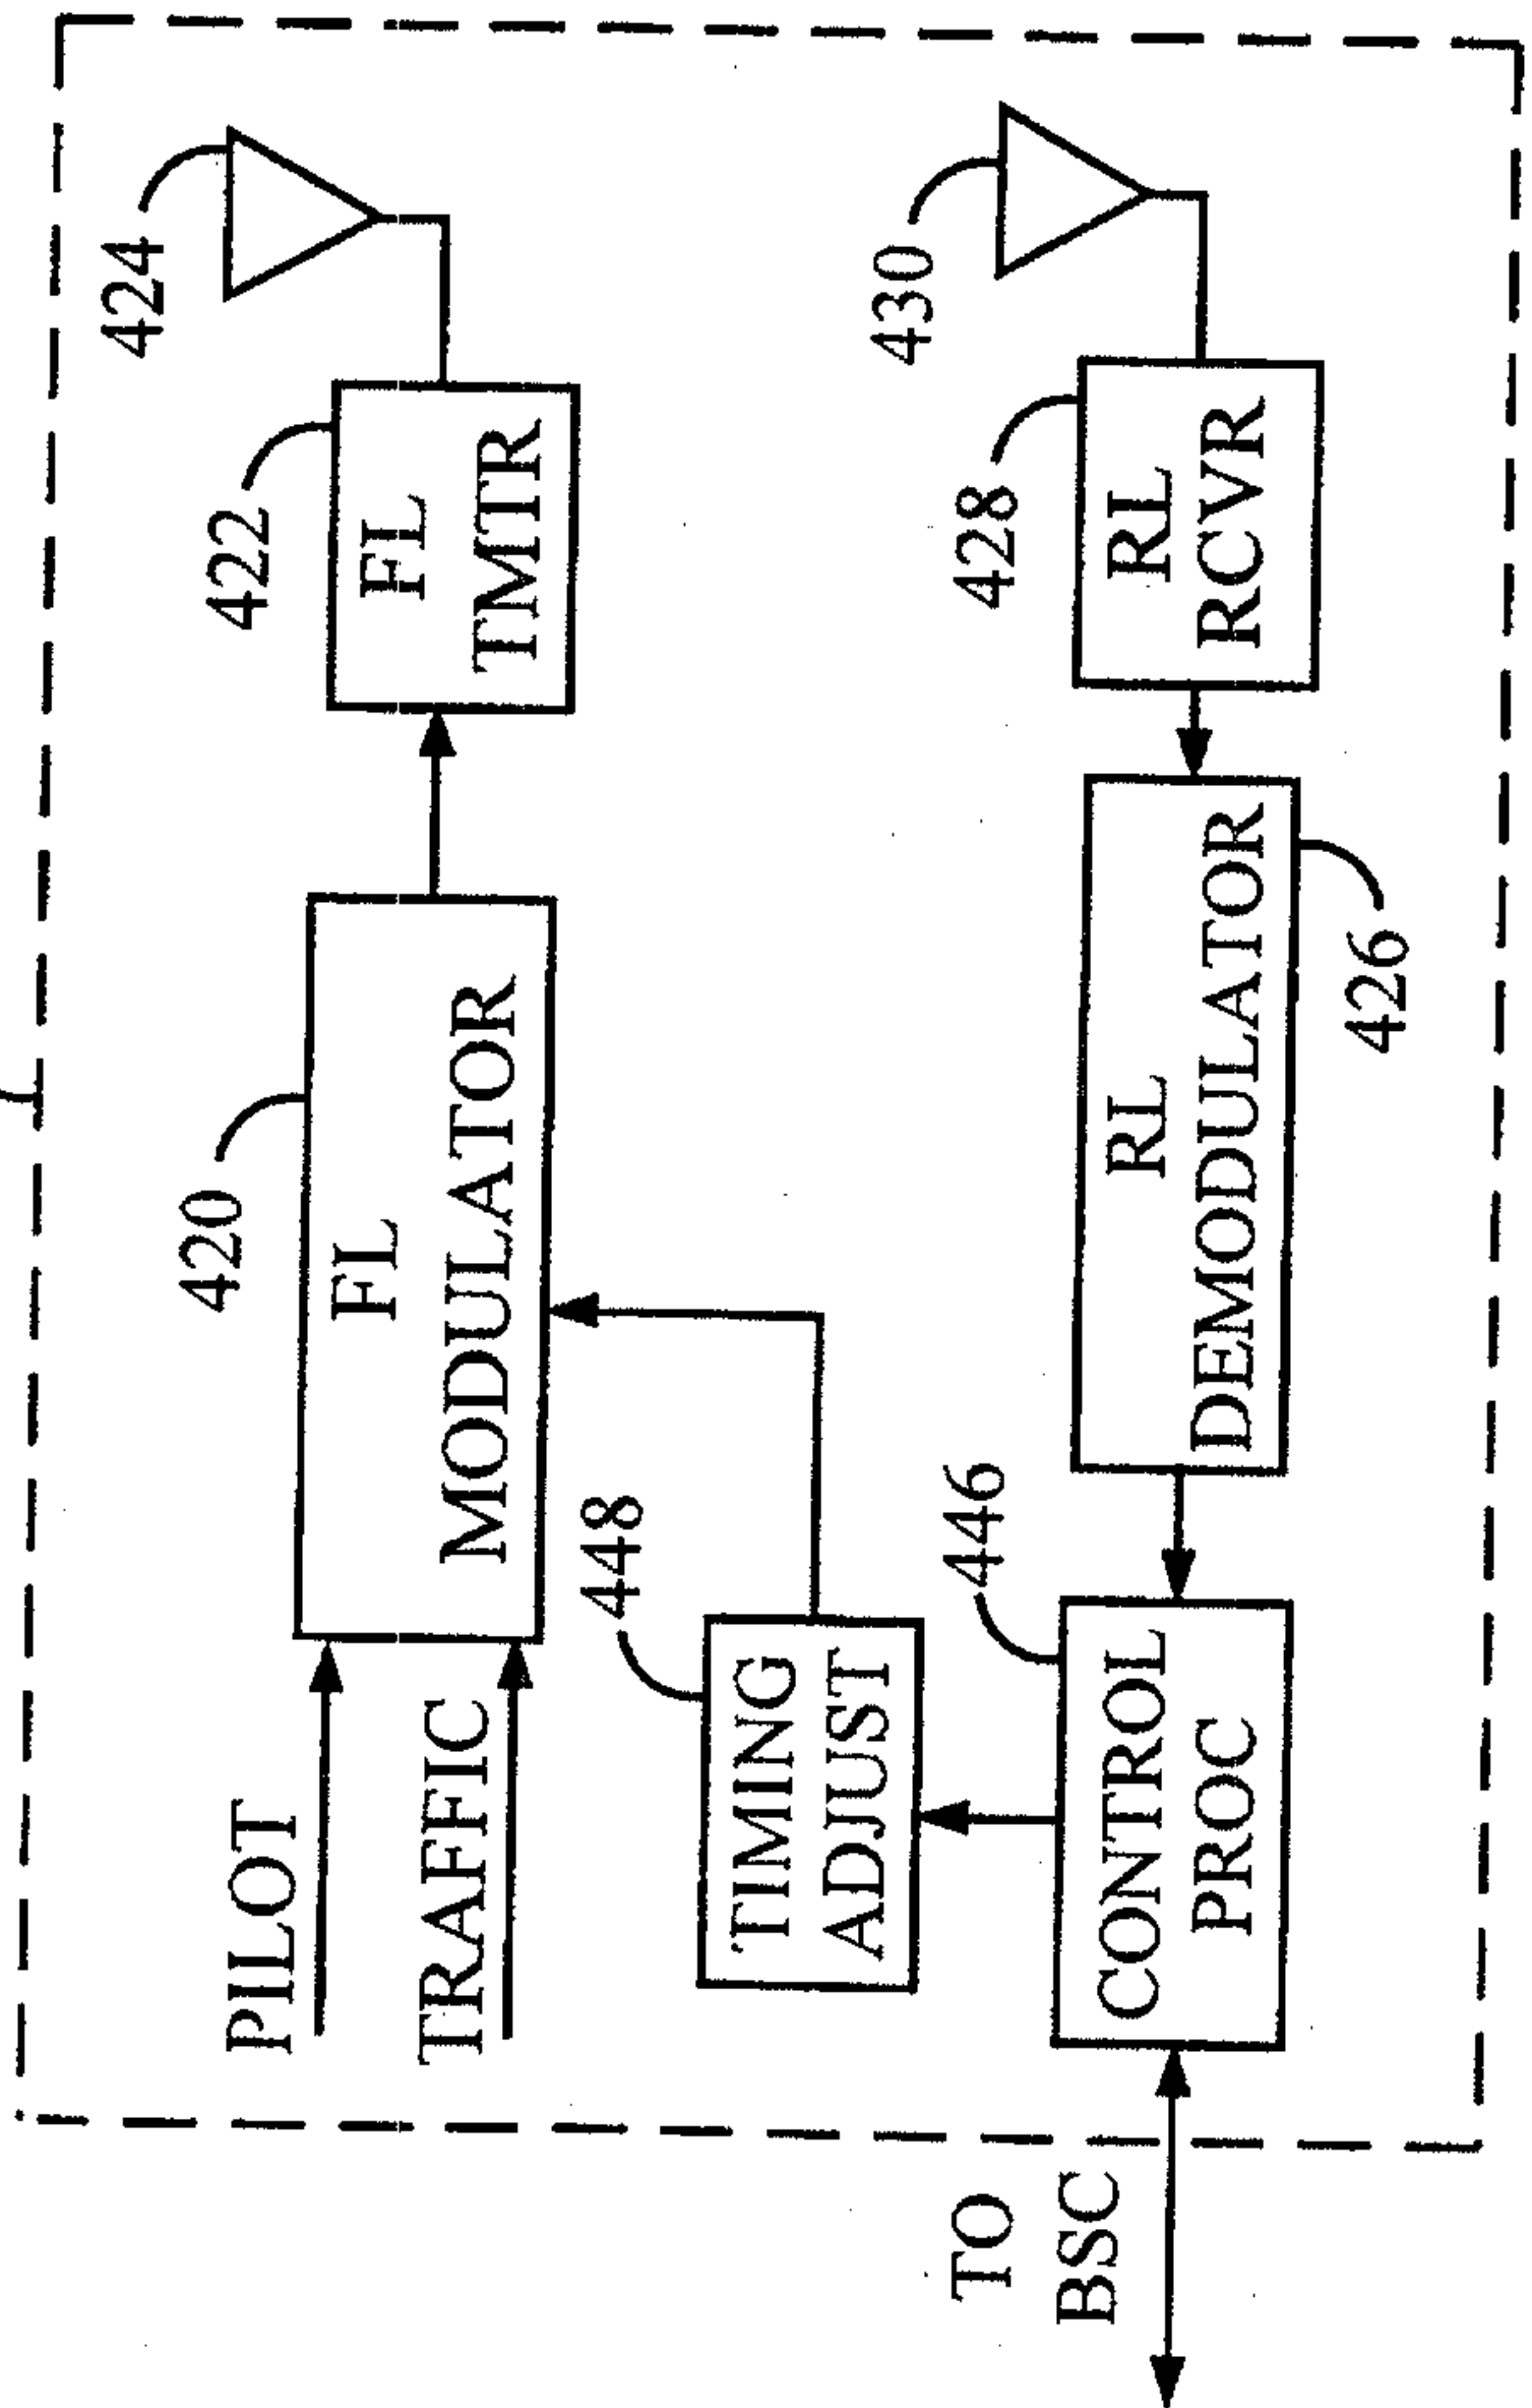 424
422
FL
TMTR
420
FL
MODULATOR
PILOT
TRAFFIC
448
TIMING
ADJUST
430
428
RL
RCVR
RL
DEMODULATOR
426
446
CONTROL
PROC
TO
BSC